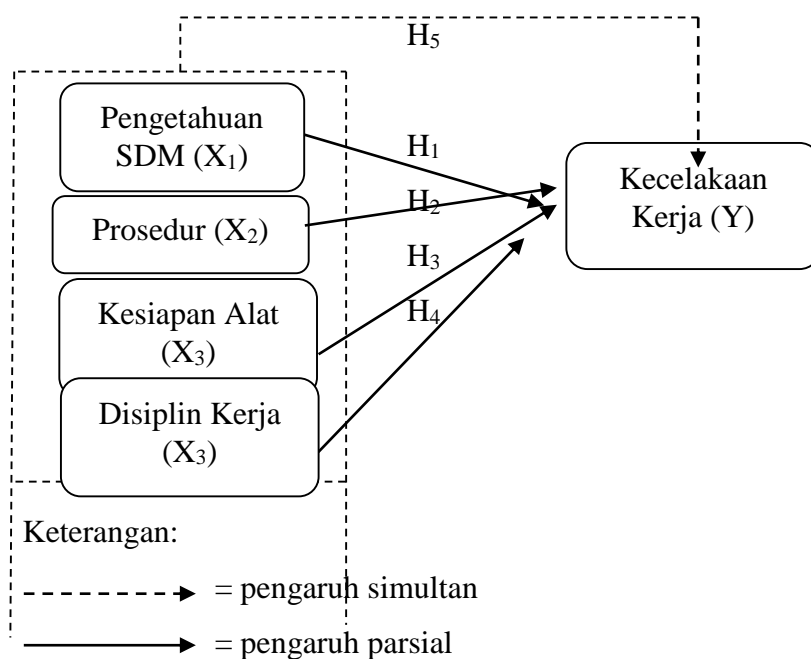 H₅
Pengetahuan
SDM (X₁)
H₁
Kecelakaan
Kerja (Y)
H₂
Prosedur (X₂)
H₃
Kesiapan Alat
(X₃)
H₄
Disiplin Kerja
(X₃)
Keterangan:
= pengaruh simultan
= pengaruh parsial